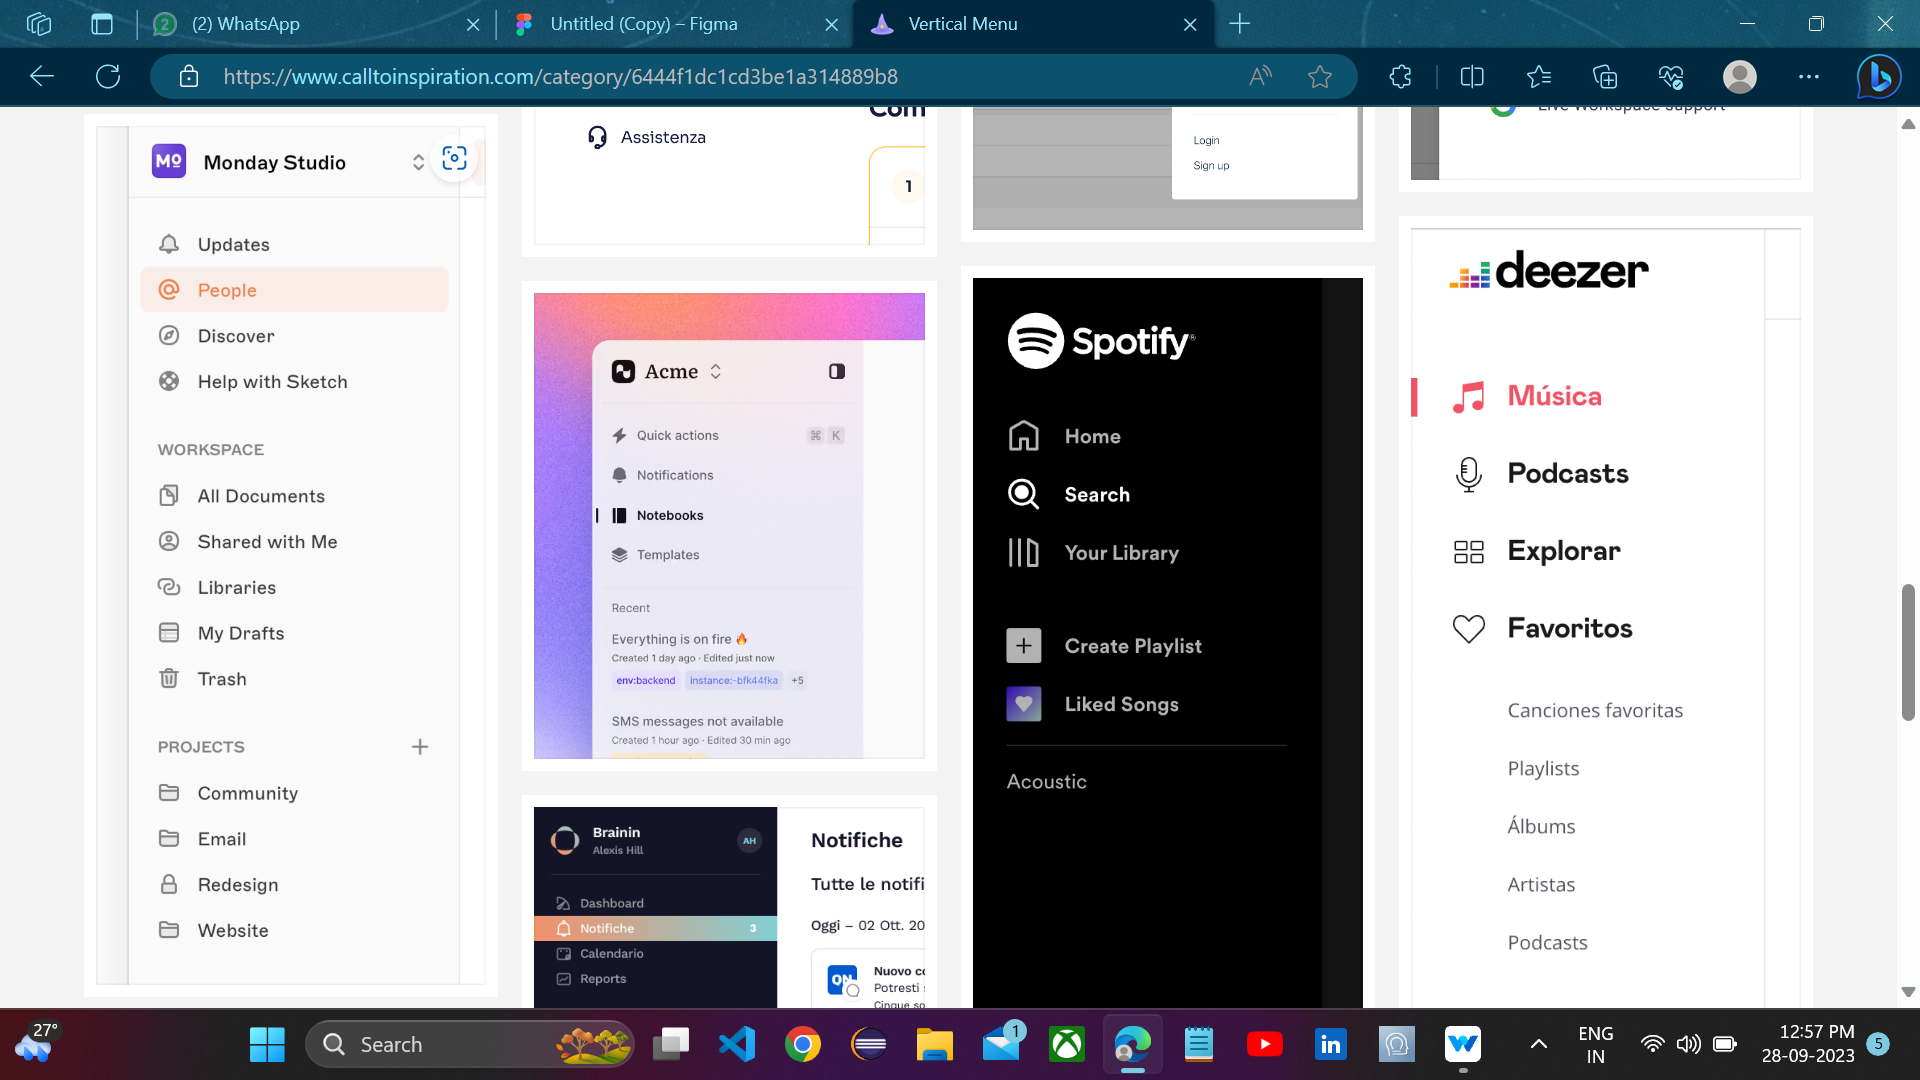 (2) WhatsApp
Untitled (Copy) – Figma
Vertical Menu
https://www.calltoinspiration.com/category/6444f1dc1cd3be1a314889b8
Monday Studio
Updates
People
Discover
Help with Sketch
WORKSPACE
All Documents
Shared with Me
Libraries
My Drafts
Trash
PROJECTS
Community
Email
Redesign
Website
Assistenza
Com
1
Acme
Quick actions
⌘ K
Notifications
Notebooks
Templates
Recent
Everything is on fire 🔥
Created 1 day ago · Edited just now
env:backend instance:-bfk44fka +5
SMS messages not available
Created 1 hour ago · Edited 30 min ago
Brainin
Alexis Hill
AH
Dashboard
Notifiche 3
Calendario
Reports
Notifiche
Tutte le notifi
Oggi – 02 Ott. 20
ON
Nuovo co
Potresti
Cinque so
Login
Sign up
Spotify
Home
Search
Your Library
Create Playlist
Liked Songs
Acoustic
Live Workspace support
deezer
Música
Podcasts
Explorar
Favoritos
Canciones favoritas
Playlists
Álbums
Artistas
Podcasts
27°
Search
1
ENG
IN
12:57 PM
28-09-2023
5